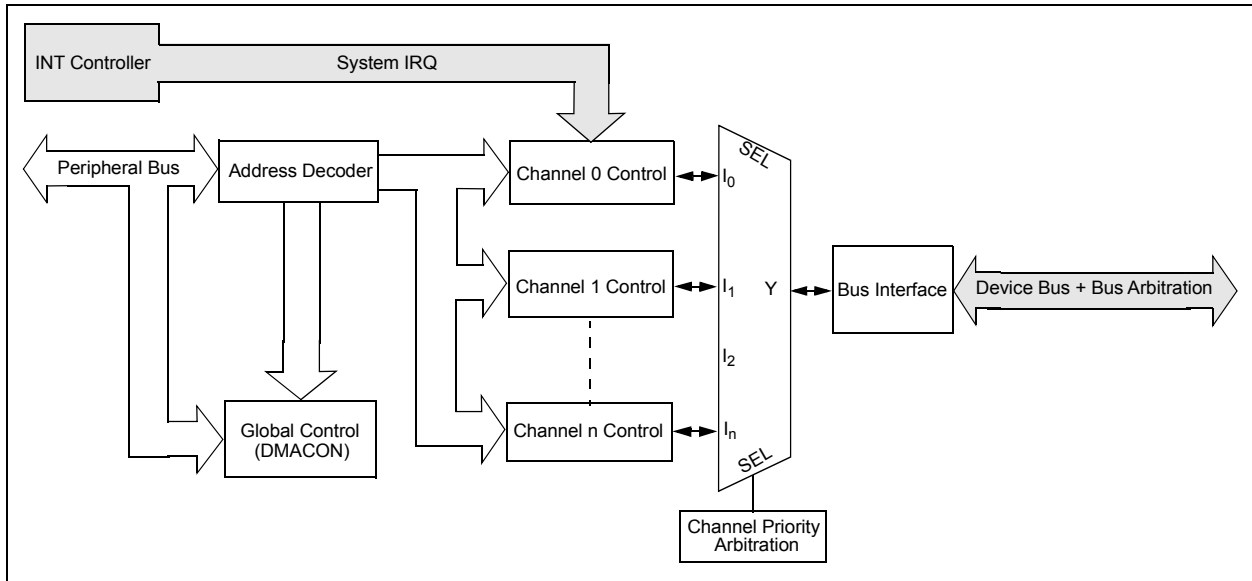 INT Controller
System IRQ
Peripheral Bus
Address Decoder
Channel 0 Control
SEL
I0
Channel 1 Control
I1
Y
Bus Interface
Device Bus + Bus Arbitration
I2
Global Control
(DMACON)
Channel n Control
In
SEL
Channel Priority
Arbitration